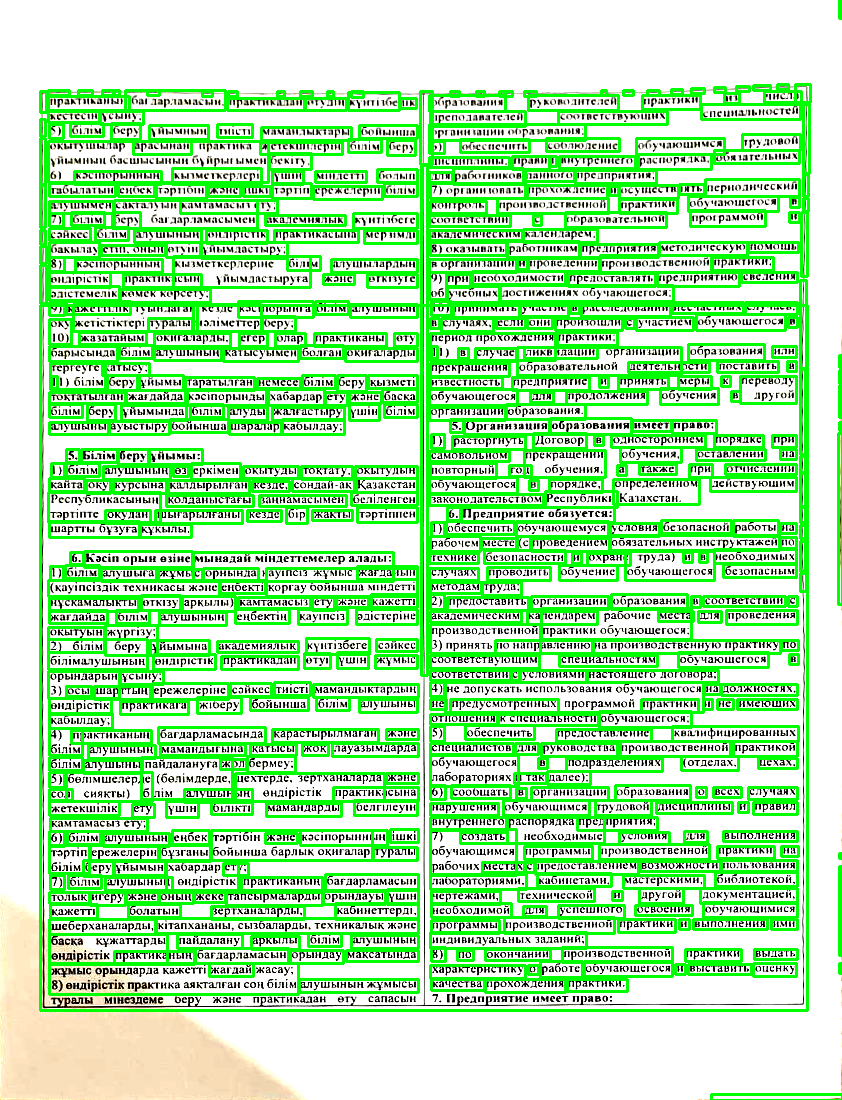 практиканың бағдарламасын, практикадан өтудің күнтізбелік
кестесін ұсыну;
5) білім беру ұйымның тиісті мамандықтары бойынша
оқытушылар арасынан практика жетекшілерін білім беру
ұйымның басшысының бұйрығымен бекіту.
6) кәсіпорынның қызметкерлері үшін міндетті болып
табылатын еңбек тәртібін және ішкі тәртіп ережелерін білім
алушымен сақталуын қамтамасыз ету;
7) білім беру бағдарламасымен академиялық күнтізбеге
сәйкес білім алушының өндірістік практикасына мерзімді
бақылау етіп, оның өтуін ұйымдастыру;
8) кәсіпорынның қызметкерлеріне білім алушылардың
өндірістік практикасын ұйымдастыруға және өткізуге
әдістемелік көмек көрсету;
9) қажеттілік туындаған кезде кәсіпорынға білім алушының
оқу жетістіктері туралы мәліметтер беру;
10) жазатайым оқиғаларды, егер олар практиканы өту
барысында білім алушының қатысуымен болған оқиғаларды
тергеуге қатысу;
11) білім беру ұйымы таратылған немесе білім беру қызметі
тоқтатылған жағдайда кәсіпорынды хабардар ету және басқа
білім беру ұйымында білім алуды жалғастыру үшін білім
алушыны ауыстыру бойынша шаралар қабылдау;
5. Білім беру ұйымы:
1) білім алушының өз еркімен оқытуды тоқтату, оқытудың
қайта оқу курсына қалдырылған кезде, сондай-ақ Қазақстан
Республикасының қолданыстағы заңнамасымен беліленген
тәртіпте оқудан шығарылғаны кезде бір жақты тәртіппен
шартты бұзуға құқылы.
6. Кәсіп орын өзіне мынадай міндеттемелер алады:
1) білім алушыға жұмыс орнында қауіпсіз жұмыс жағдайын
(қауіпсіздік техникасы және еңбекті қорғау бойынша міндетті
нұсқамалықты өткізу арқылы) қамтамасыз ету және қажетті
жағдайда білім алушының еңбектің қауіпсіз әдістеріне
оқытуын жүргізу;
2) білім беру ұйымына академиялық күнтізбеге сәйкес
білімалушының өндірістік практикадан өтуі үшін жұмыс
орындарын ұсыну;
3) осы шарттың ережелеріне сәйкес тиісті мамандықтардың
өндірістік практикаға жіберу бойынша білім алушыны
қабылдау;
4) практиканың бағдарламасында қарастырылмаған және
білім алушының мамандығына қатысы жоқ лауазымдарда
білім алушыны пайдалануға жол бермеу;
5) бөлімшелерде (бөлімдерде, цехтерде, зертханаларда және
сол сияқты) білім алушының өндірістік практикасына
жетекшілік ету үшін білікті мамандарды белгілеуін
қамтамасыз ету;
6) білім алушының еңбек тәртібін және кәсіпорынның ішкі
тәртіп ережелерін бұзғаны бойынша барлық оқиғалар туралы
білім беру ұйымын хабардар ету;
7) білім алушының өндірістік практиканың бағдарламасын
толық игеру және оның жеке тапсырмаларды орындауы үшін
қажетті болатын зертханаларды, кабинеттерді,
шеберханаларды, кітапхананы, сызбаларды, техникалық және
басқа құжаттарды пайдалану арқылы білім алушының
өндірістік практиканың бағдарламасын орындау мақсатында
жұмыс орындарда қажетті жағдай жасау;
8) өндірістік практика аяқталған соң білім алушының жұмысы
туралы мінездеме беру және практикадан өту сапасын
образования руководителей практики из числа
преподавателей соответствующих специальностей
организации образования;
6) обеспечить соблюдение обучающимся трудовой
дисциплины, правил внутреннего распорядка, обязательных
для работников данного предприятия;
7) организовать прохождение и осуществлять периодический
контроль производственной практики обучающегося в
соответствии с образовательной программой и
академическим календарем;
8) оказывать работникам предприятия методическую помощь
в организации и проведении производственной практики;
9) при необходимости предоставлять предприятию сведения
об учебных достижениях обучающегося;
10) принимать участие в расследовании несчастных случаев,
в случаях, если они произошли с участием обучающегося в
период прохождения практики;
11) в случае ликвидации организации образования или
прекращения образовательной деятельности поставить в
известность предприятие и принять меры к переводу
обучающегося для продолжения обучения в другой
организации образования.
5. Организация образования имеет право:
1) расторгнуть Договор в одностороннем порядке при
самовольном прекращении обучения, оставлении на
повторный год обучения, а также при отчислении
обучающегося в порядке, определенном действующим
законодательством Республики Казахстан.
6. Предприятие обязуется:
1) обеспечить обучающемуся условия безопасной работы на
рабочем месте (с проведением обязательных инструктажей по
технике безопасности и охране труда) и в необходимых
случаях проводить обучение обучающегося безопасным
методам труда;
2) предоставить организации образования в соответствии с
академическим календарем рабочие места для проведения
производственной практики обучающегося;
3) принять по направлению на производственную практику по
соответствующим специальностям обучающегося в
соответствии с условиями настоящего договора;
4) не допускать использования обучающегося на должностях,
не предусмотренных программой практики и не имеющих
отношения к специальности обучающегося;
5) обеспечить предоставление квалифицированных
специалистов для руководства производственной практикой
обучающегося в подразделениях (отделах, цехах,
лабораториях и так далее);
6) сообщать в организации образования о всех случаях
нарушения обучающимся трудовой дисциплины и правил
внутреннего распорядка предприятия;
7) создать необходимые условия для выполнения
обучающимся программы производственной практики на
рабочих местах с предоставлением возможности пользования
лабораториями, кабинетами, мастерскими, библиотекой,
чертежами, технической и другой документацией,
необходимой для успешного освоения обучающимися
программы производственной практики и выполнения ими
индивидуальных заданий;
8) по окончании производственной практики выдать
характеристику о работе обучающегося и выставить оценку
качества прохождения практики.
7. Предприятие имеет право: